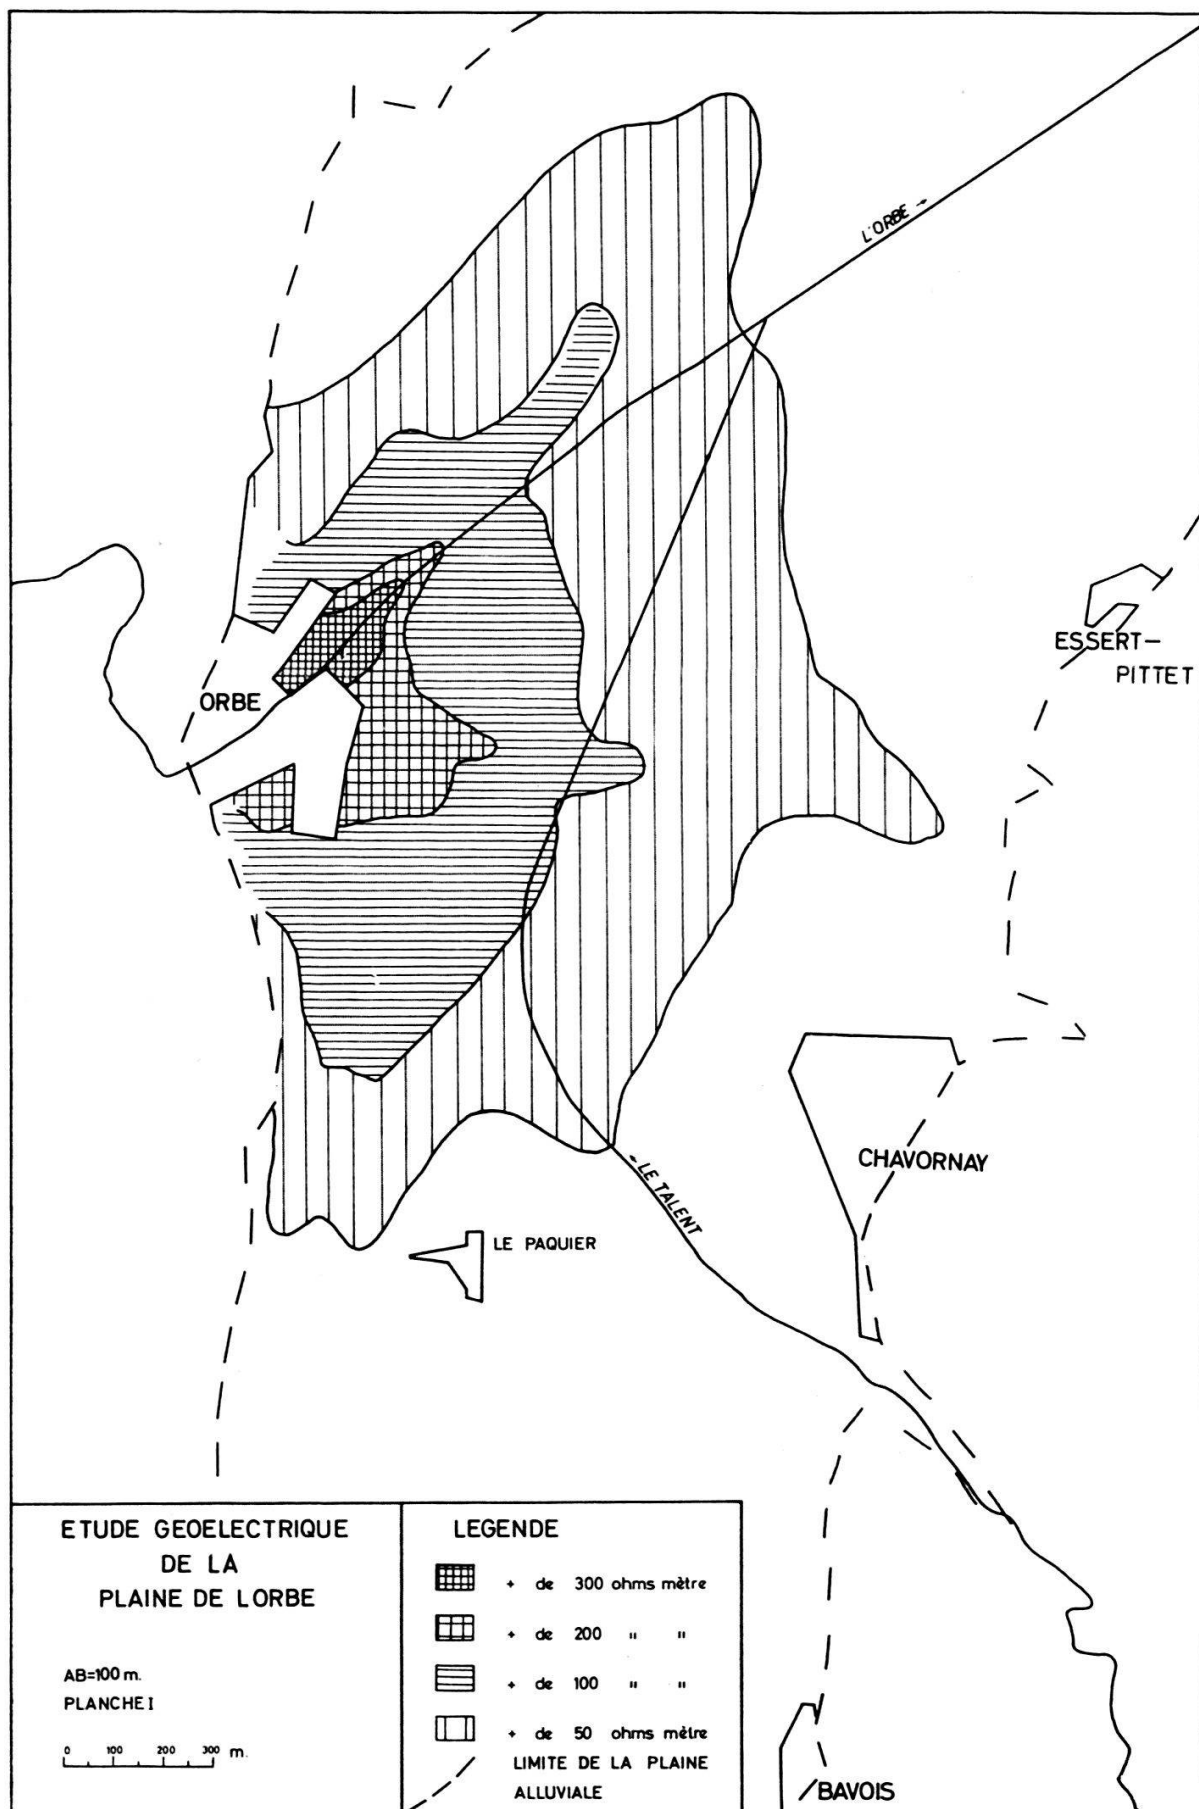 L'ORBE →
ESSERT–
PITTET
ORBE
CHAVORNAY
← LE TALENT
LE PAQUIER
ETUDE GEOELECTRIQUE
DE LA
PLAINE DE LORBE
AB=100 m.
PLANCHE I
0 100 200 300 m.
LEGENDE
+ de 300 ohms mètre
+ de 200 " "
+ de 100 " "
+ de 50 ohms mètre
LIMITE DE LA PLAINE
ALLUVIALE
BAVOIS